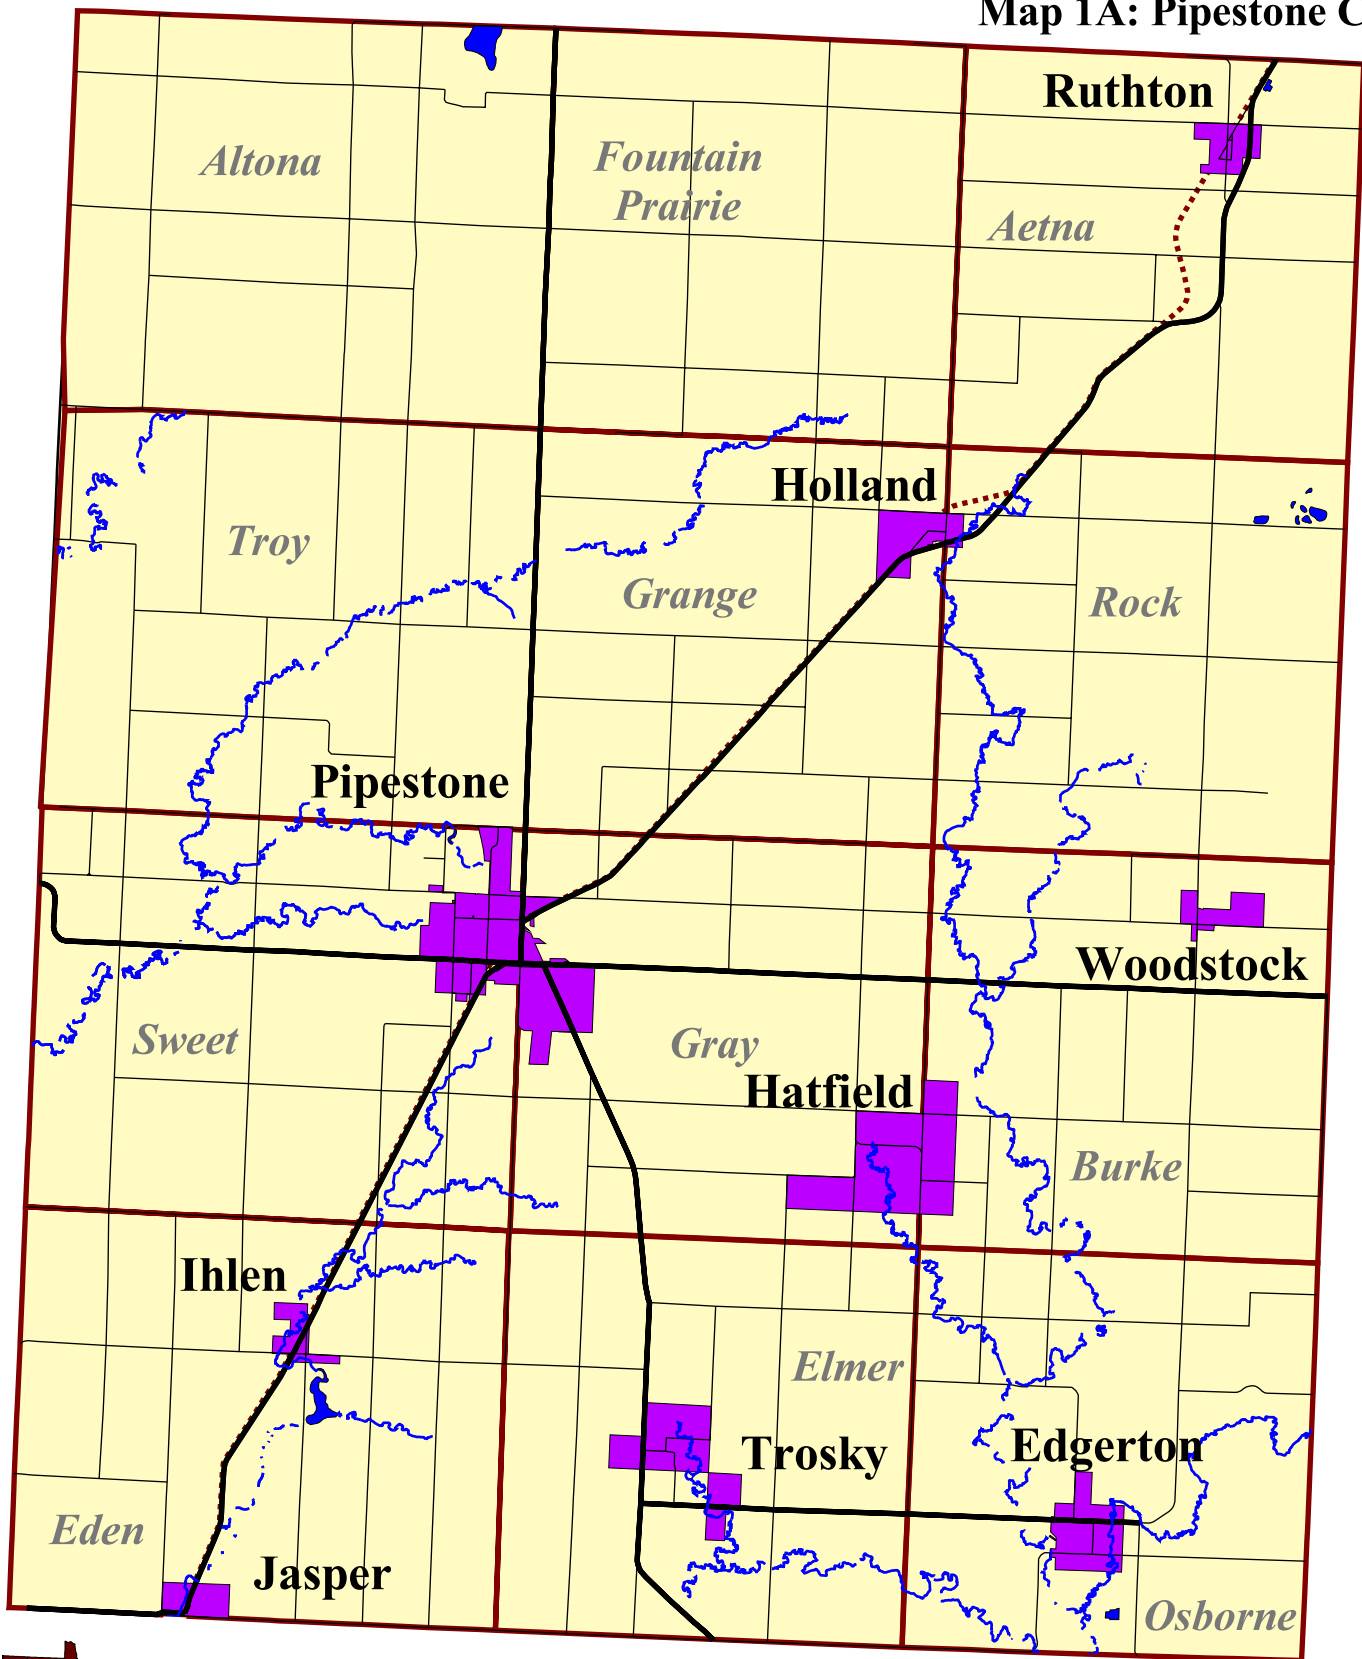 Map 1A: Pipestone C
Ruthton
Altona
Fountain
Prairie
Aetna
Holland
Troy
Grange
Rock
Pipestone
Woodstock
Sweet
Gray
Hatfield
Burke
Ihlen
Elmer
Trosky
Edgerton
Eden
Jasper
Osborne